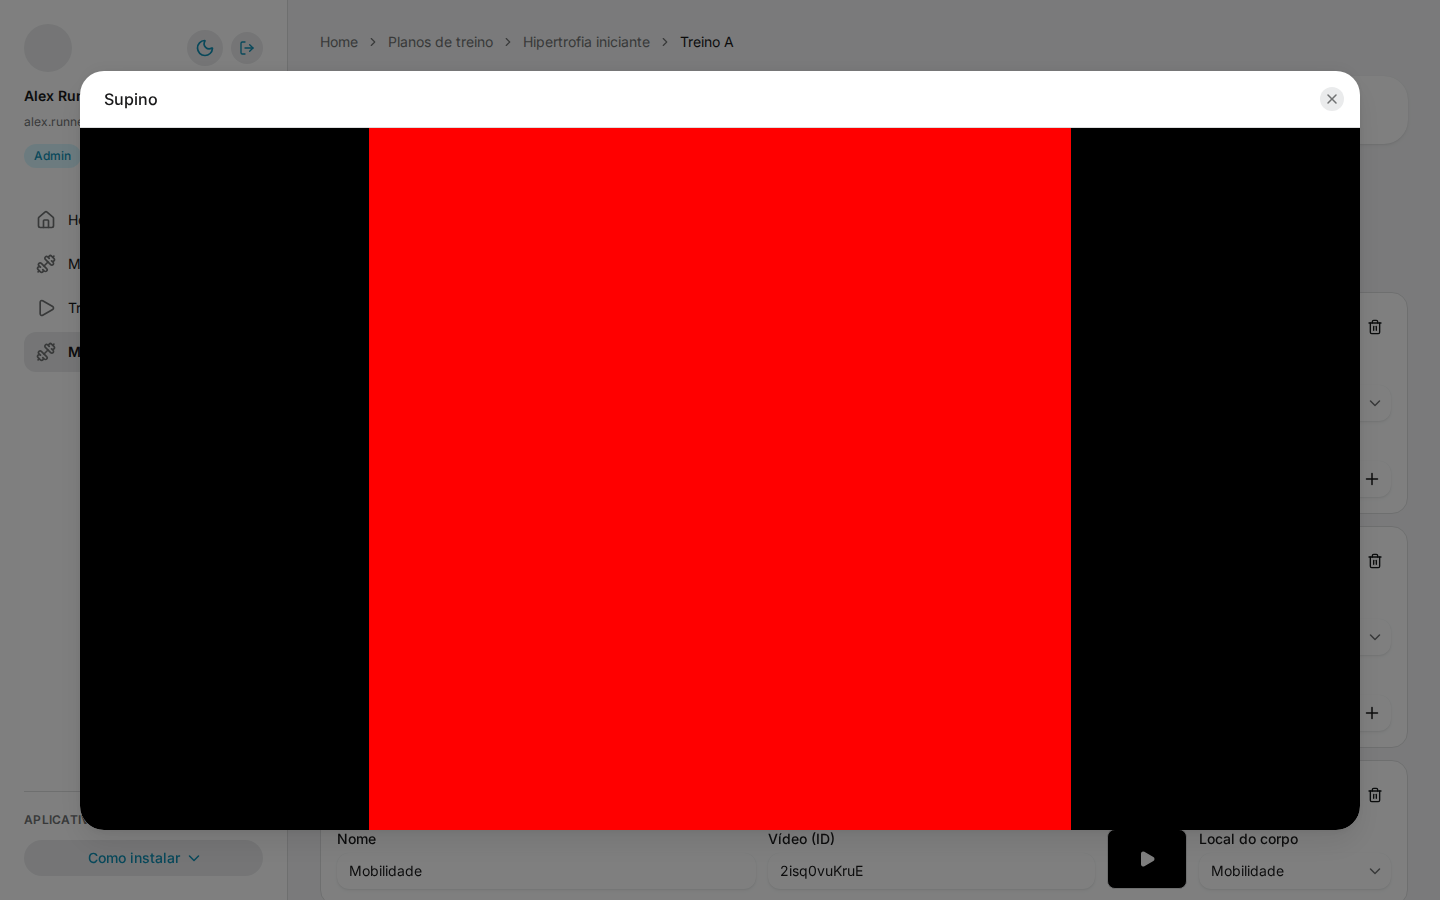 Home > Planos de treino > Hipertrofia iniciante > Treino A
Supino
Alex Ru
alex.runn
Admin
H
M
Tr
M
APLICATIV
Como instalar
Nome
Vídeo (ID)
Local do corpo
Mobilidade
2isq0vuKruE
Mobilidade